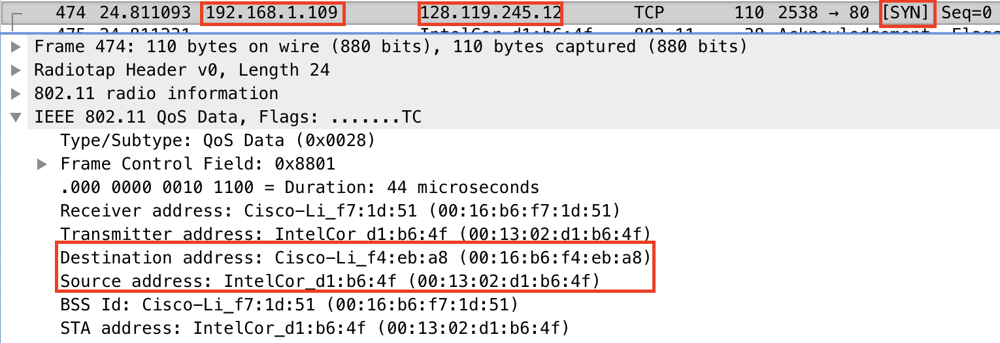 474 24.811093 192.168.1.109 128.119.245.12 TCP 110 2538 → 80 [SYN] Seq=0
475 24.811231 IntelCor_d1:b6:4f 802.11 38 Acknowledgement, Flags
Frame 474: 110 bytes on wire (880 bits), 110 bytes captured (880 bits)
Radiotap Header v0, Length 24
802.11 radio information
IEEE 802.11 QoS Data, Flags: .......TC
Type/Subtype: QoS Data (0x0028)
Frame Control Field: 0x8801
.000 0000 0010 1100 = Duration: 44 microseconds
Receiver address: Cisco-Li_f7:1d:51 (00:16:b6:f7:1d:51)
Transmitter address: IntelCor_d1:b6:4f (00:13:02:d1:b6:4f)
Destination address: Cisco-Li_f4:eb:a8 (00:16:b6:f4:eb:a8)
Source address: IntelCor_d1:b6:4f (00:13:02:d1:b6:4f)
BSS Id: Cisco-Li_f7:1d:51 (00:16:b6:f7:1d:51)
STA address: IntelCor_d1:b6:4f (00:13:02:d1:b6:4f)